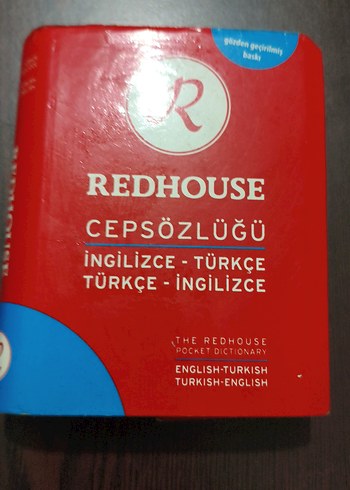 gözden geçirilmiş
baskı
R
REDHOUSE
CEPSÖZLÜĞÜ
İNGİLİZCE - TÜRKÇE
TÜRKÇE - İNGİLİZCE
THE REDHOUSE
POCKET DICTIONARY
ENGLISH-TURKISH
TURKISH-ENGLISH
REDHOUSE
R